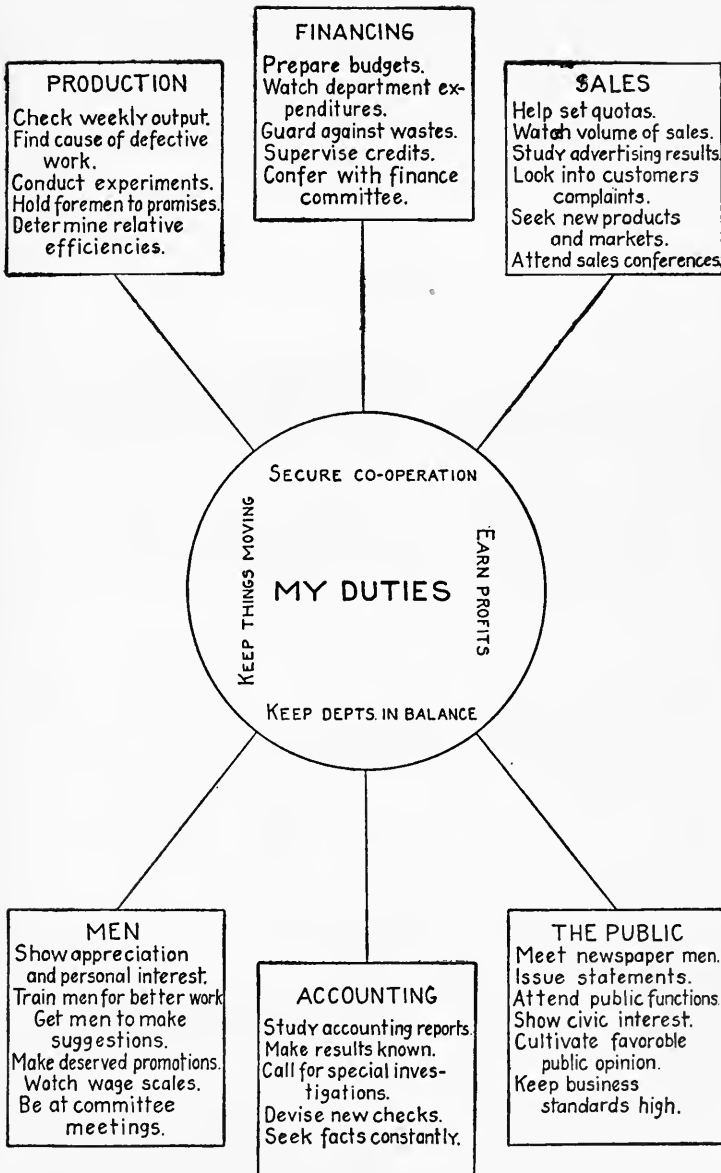 PRODUCTION
Check weekly output.
Find cause of defective
work.
Conduct experiments.
Hold foremen to promises.
Determine relative
efficiencies.
FINANCING
Prepare budgets.
Watch department ex-
penditures.
Guard against wastes.
Supervise credits.
Confer with finance
committee.
SALES
Help set quotas.
Watch volume of sales.
Study advertising results.
Look into customers
complaints.
Seek new products
and markets.
Attend sales conferences.
SECURE CO-OPERATION
KEEP THINGS MOVING
MY DUTIES
EARN PROFITS
KEEP DEPTS. IN BALANCE
MEN
Show appreciation
and personal interest.
Train men for better work
Get men to make
suggestions.
Make deserved promotions.
Watch wage scales.
Be at committee
meetings.
ACCOUNTING
Study accounting reports.
Make results known.
Call for special inves-
tigations.
Devise new checks.
Seek facts constantly.
THE PUBLIC
Meet newspaper men.
Issue statements.
Attend public functions.
Show civic interest.
Cultivate favorable
public opinion.
Keep business
standards high.